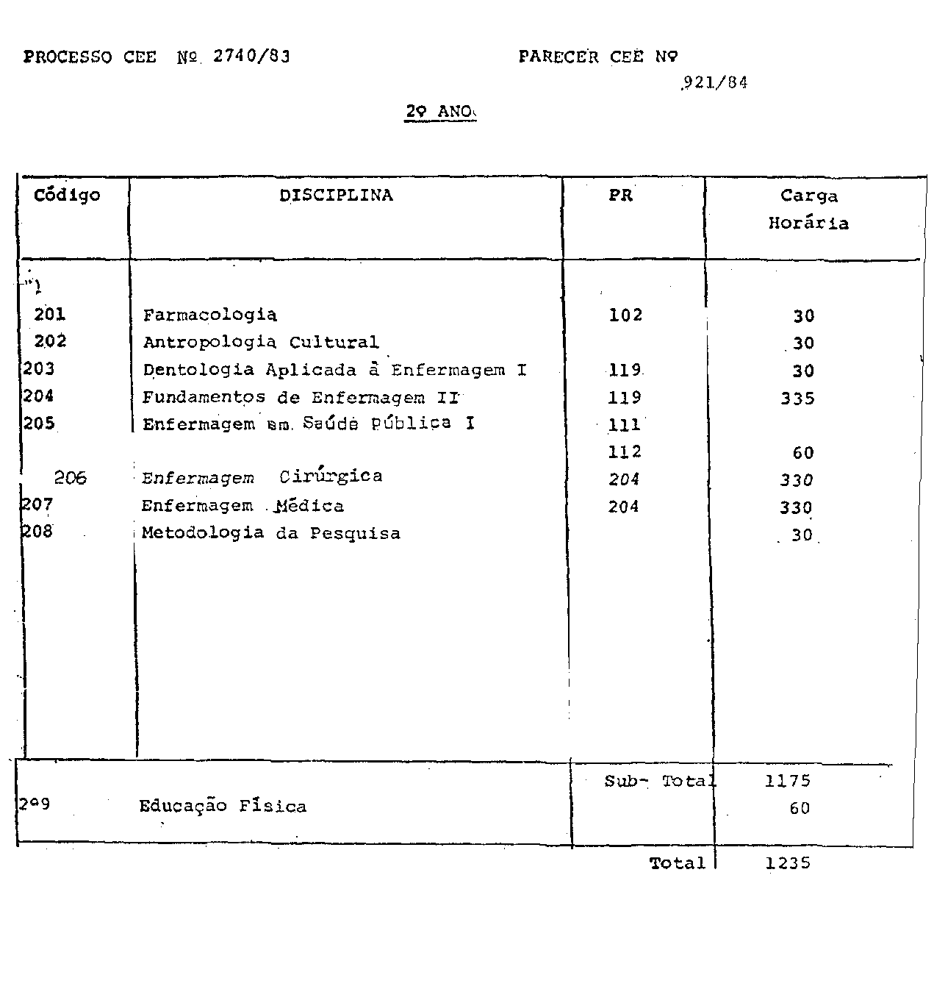 PROCESSO CEE Nº 2740/83 PARECER CEE Nº
921/84
2º ANO
Código DISCIPLINA PR Carga
Horária
201 Farmacologia 102 30
202 Antropologia Cultural 30
203 Dentologia Aplicada à Enfermagem I 119 30
204 Fundamentos de Enfermagem II 119 335
205 Enfermagem em Saúde Pública I 111
112 60
206 Enfermagem Cirúrgica 204 330
207 Enfermagem Médica 204 330
208 Metodologia da Pesquisa 30
Sub- Total 1175
299 Educação Física 60
Total 1235